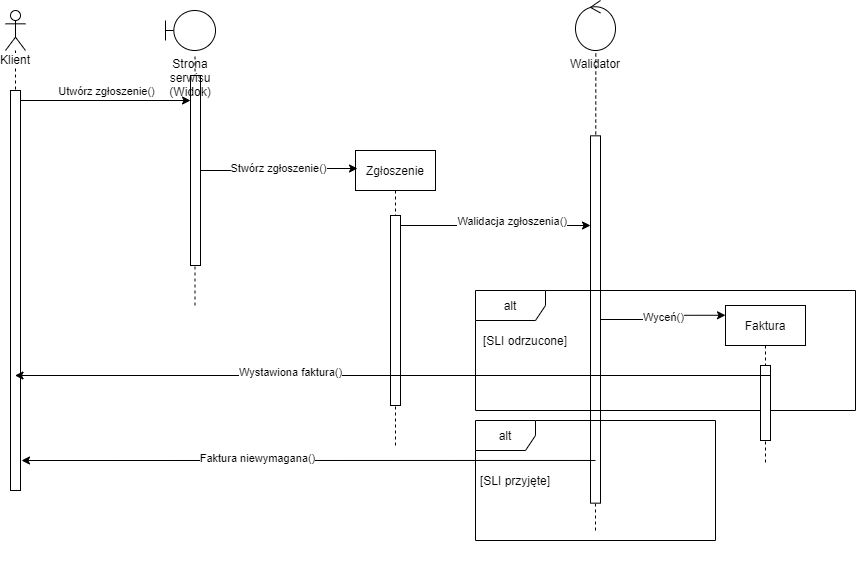 Klient
Strona
serwisu
(Widok)
Walidator
Utwórz zgłoszenie()
Stwórz zgłoszenie()
Zgłoszenie
Walidacja zgłoszenia()
alt
Wyceń()
Faktura
[SLI odrzucone]
Wystawiona faktura()
alt
Faktura niewymagana()
[SLI przyjęte]